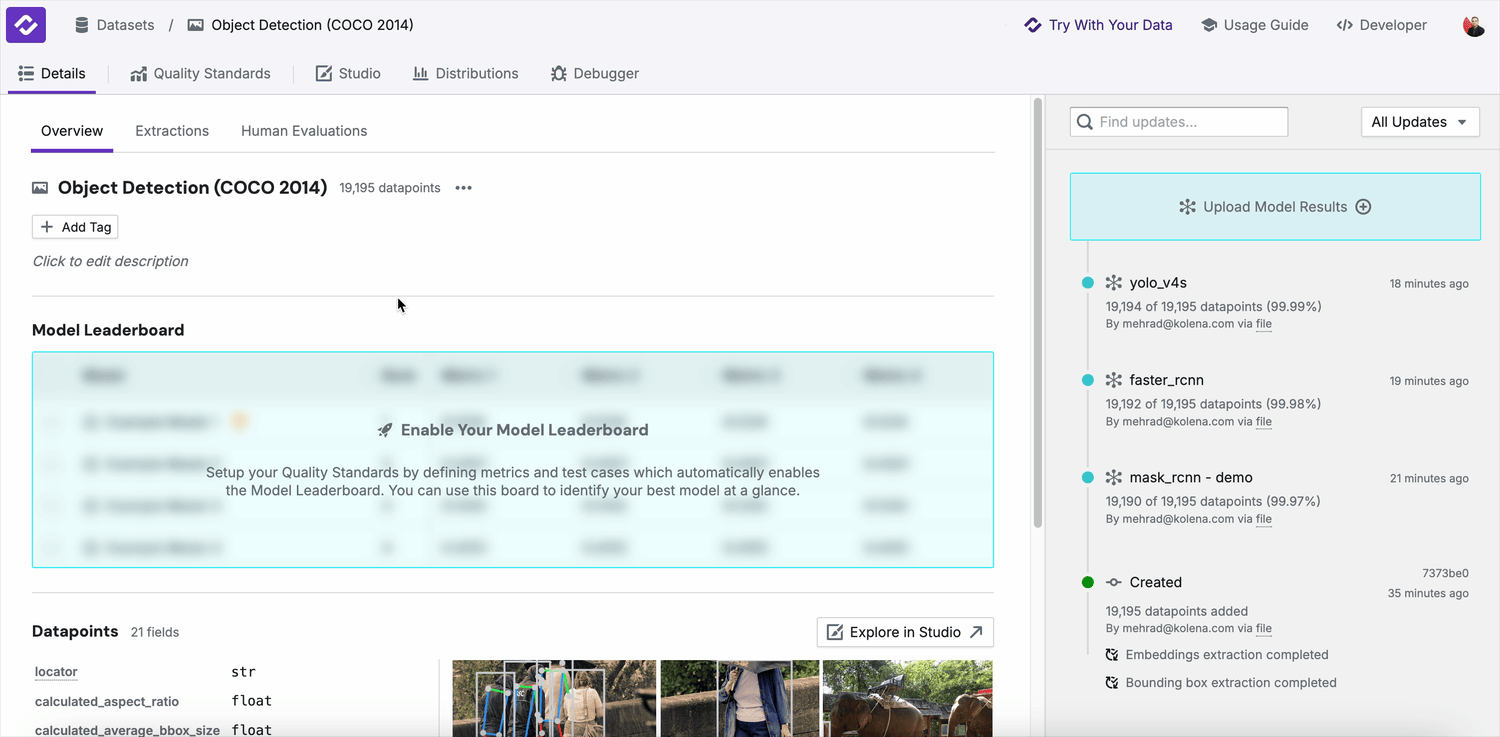 Datasets / Object Detection (COCO 2014)
Try With Your Data
Usage Guide
Developer
Details
Quality Standards
Studio
Distributions
Debugger
Overview
Extractions
Human Evaluations
Object Detection (COCO 2014) 19,195 datapoints
Add Tag
Click to edit description
Model Leaderboard
Enable Your Model Leaderboard
Setup your Quality Standards by defining metrics and test cases which automatically enables
the Model Leaderboard. You can use this board to identify your best model at a glance.
Datapoints 21 fields
Explore in Studio
locator str
calculated_aspect_ratio float
calculated_average_bbox_size float
Find updates...
All Updates
Upload Model Results
yolo_v4s 18 minutes ago
19,194 of 19,195 datapoints (99.99%)
By mehrad@kolena.com via file
faster_rcnn 19 minutes ago
19,192 of 19,195 datapoints (99.98%)
By mehrad@kolena.com via file
mask_rcnn - demo 21 minutes ago
19,190 of 19,195 datapoints (99.97%)
By mehrad@kolena.com via file
7373be0
Created
35 minutes ago
19,195 datapoints added
By mehrad@kolena.com via file
Embeddings extraction completed
Bounding box extraction completed